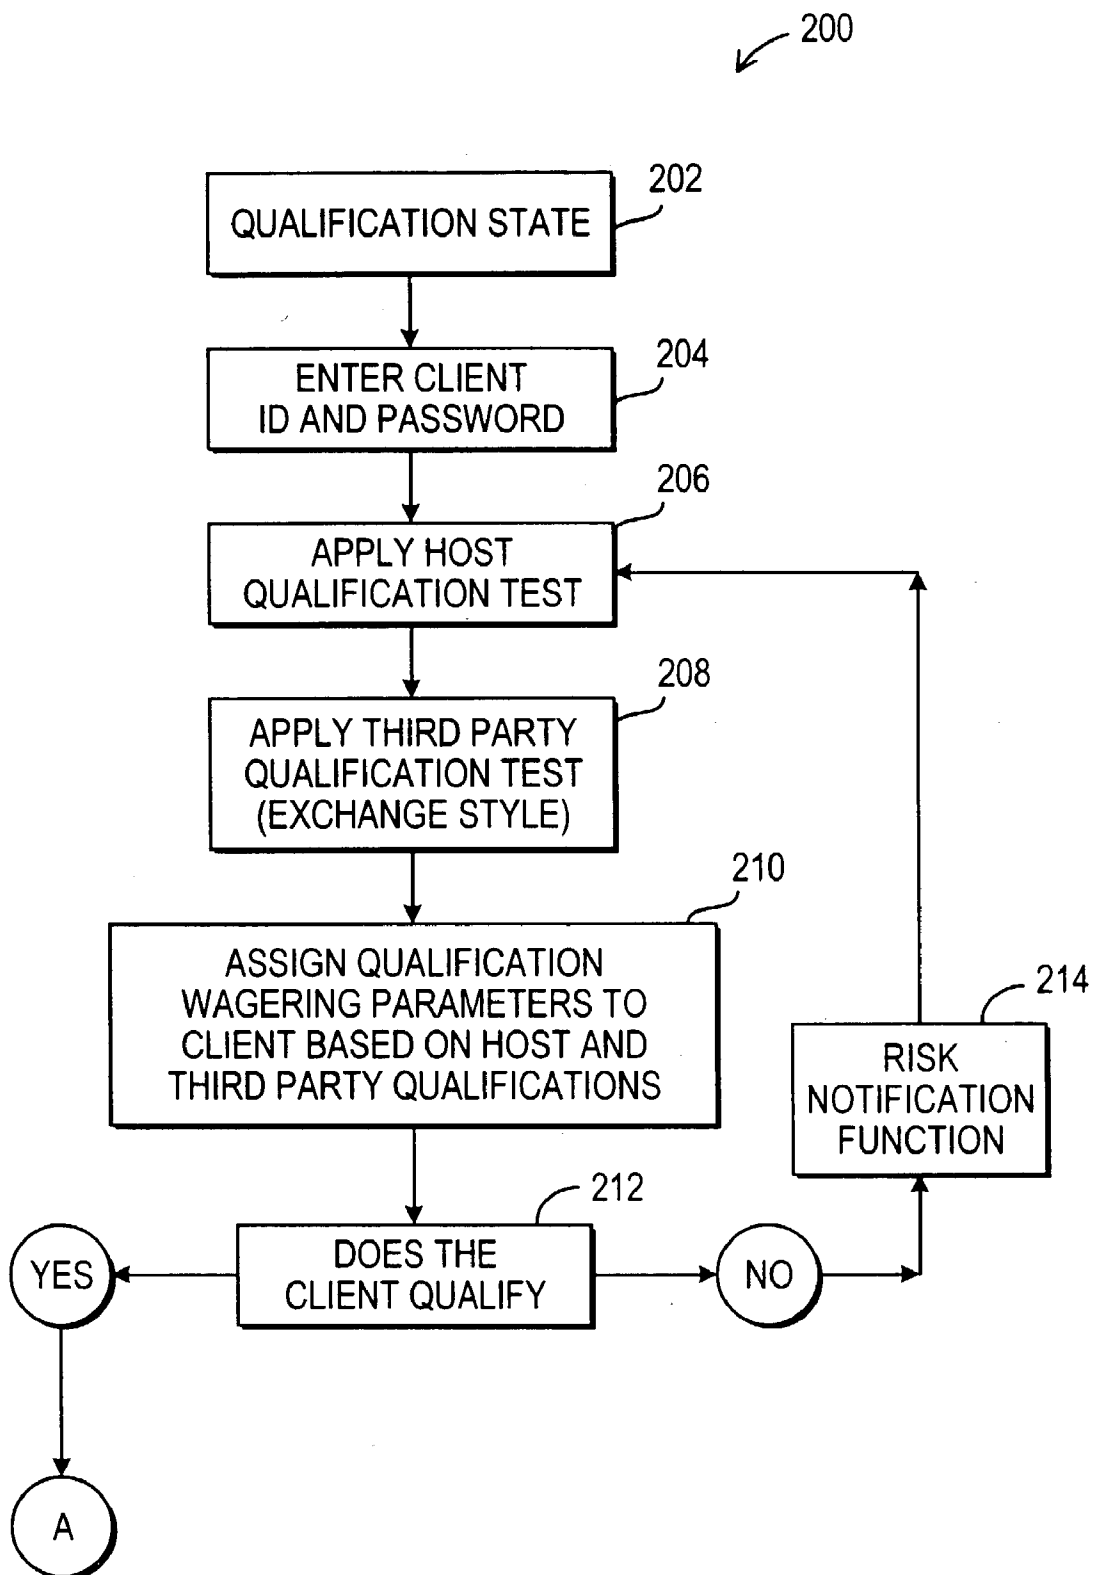 200
202
QUALIFICATION STATE
204
ENTER CLIENT
ID AND PASSWORD
206
APPLY HOST
QUALIFICATION TEST
208
APPLY THIRD PARTY
QUALIFICATION TEST
(EXCHANGE STYLE)
210
ASSIGN QUALIFICATION
WAGERING PARAMETERS TO
CLIENT BASED ON HOST AND
THIRD PARTY QUALIFICATIONS
214
RISK
NOTIFICATION
FUNCTION
212
YES
DOES THE
CLIENT QUALIFY
NO
A